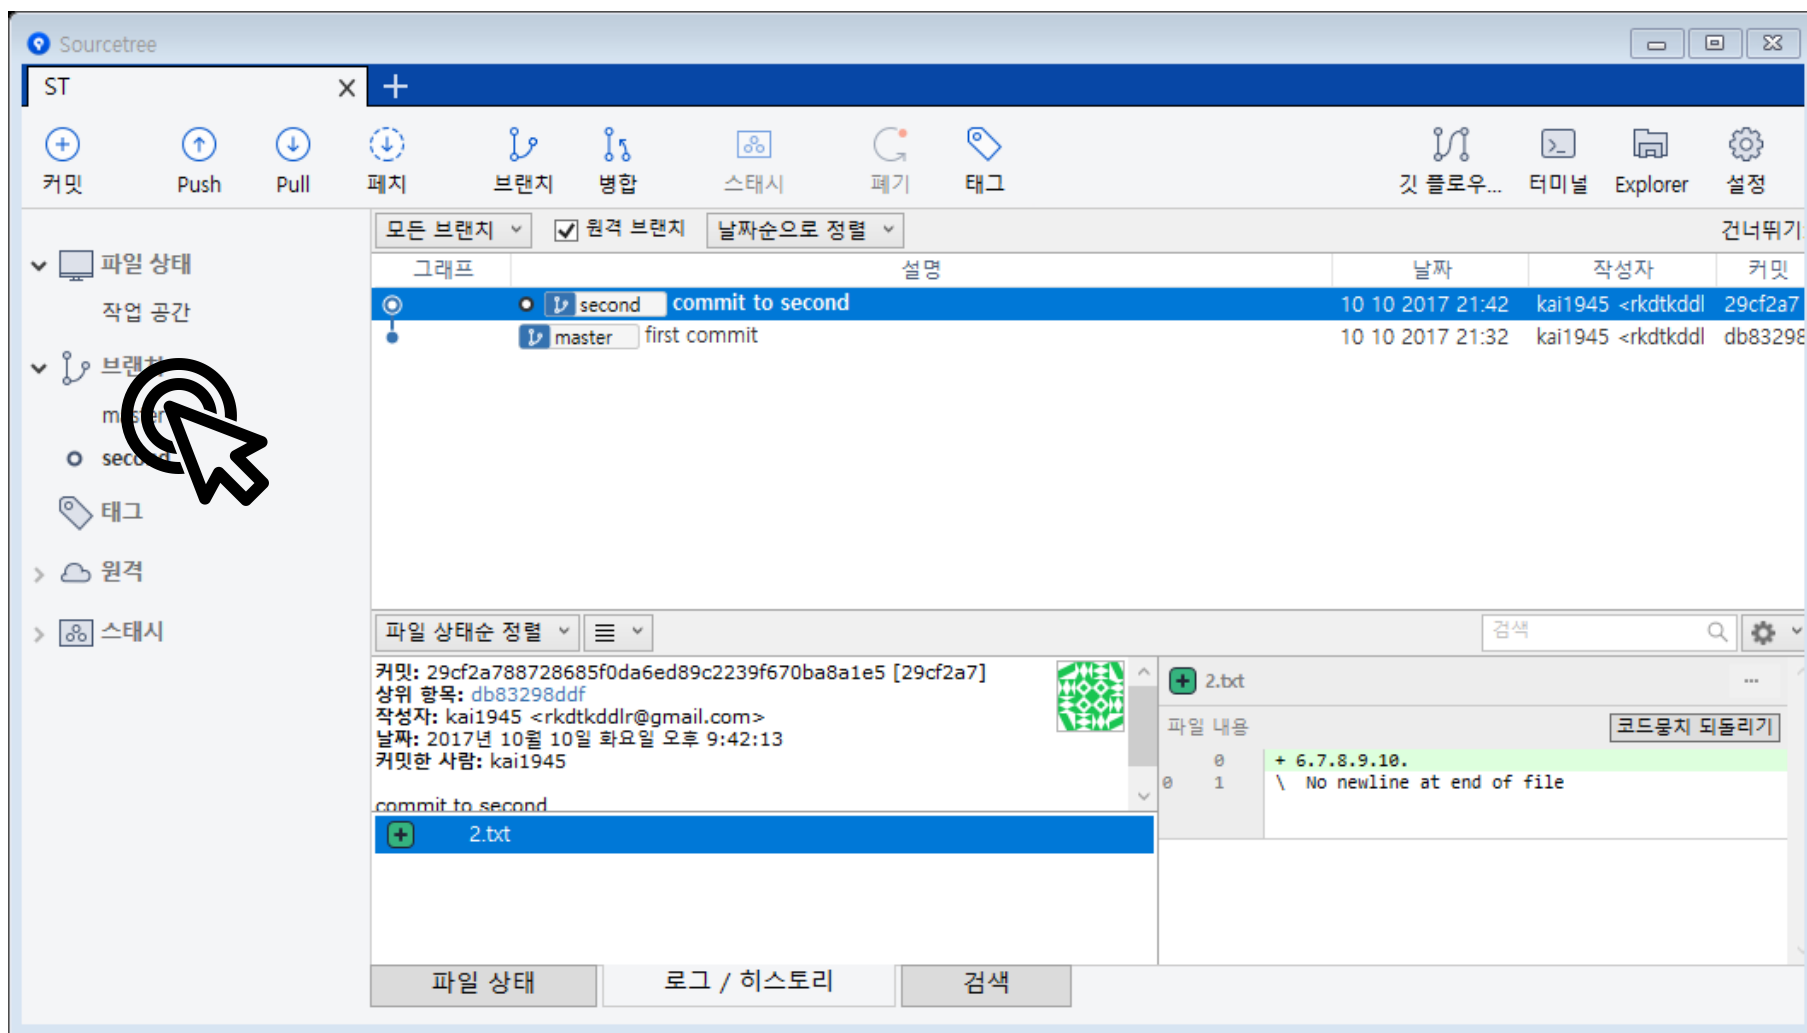 Sourcetree
ST
커밋 Push Pull 페치 브랜치 병합 스태시 폐기 태그 깃 플로우... 터미널 Explorer 설정
모든 브랜치 원격 브랜치 날짜순으로 정렬 건너뛰기
파일 상태
작업 공간
브랜치
master
second
태그
원격
스태시
그래프 설명 날짜 작성자 커밋
second commit to second 10 10 2017 21:42 kai1945 <rkdtkddl 29cf2a7
master first commit 10 10 2017 21:32 kai1945 <rkdtkddl db83298
파일 상태순 정렬 검색
커밋: 29cf2a788728685f0da6ed89c2239f670ba8a1e5 [29cf2a7]
상위 항목: db83298ddf
작성자: kai1945 <rkdtkddlr@gmail.com>
날짜: 2017년 10월 10일 화요일 오후 9:42:13
커밋한 사람: kai1945
commit to second
2.txt
2.txt ...
파일 내용 코드뭉치 되돌리기
0 + 6.7.8.9.10.
0 1 \ No newline at end of file
파일 상태 로그 / 히스토리 검색